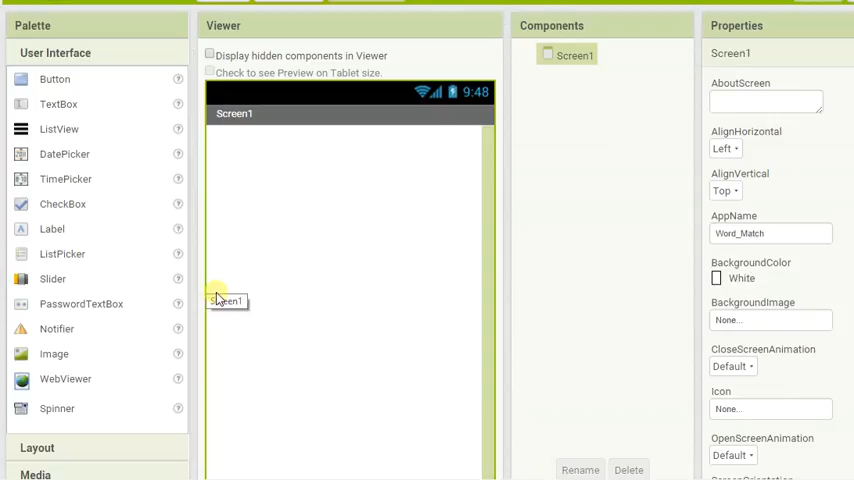 Palette
User Interface
Button
TextBox
ListView
DatePicker
TimePicker
CheckBox
Label
ListPicker
Slider
PasswordTextBox
Notifier
Image
WebViewer
Spinner
Layout
Media
Viewer
Display hidden components in Viewer
Check to see Preview on Tablet size.
9:48
Screen1
Components
Screen1
Rename
Delete
Properties
Screen1
AboutScreen
AlignHorizontal
Left
AlignVertical
Top
AppName
Word_Match
BackgroundColor
White
BackgroundImage
None...
CloseScreenAnimation
Default
Icon
None...
OpenScreenAnimation
Default